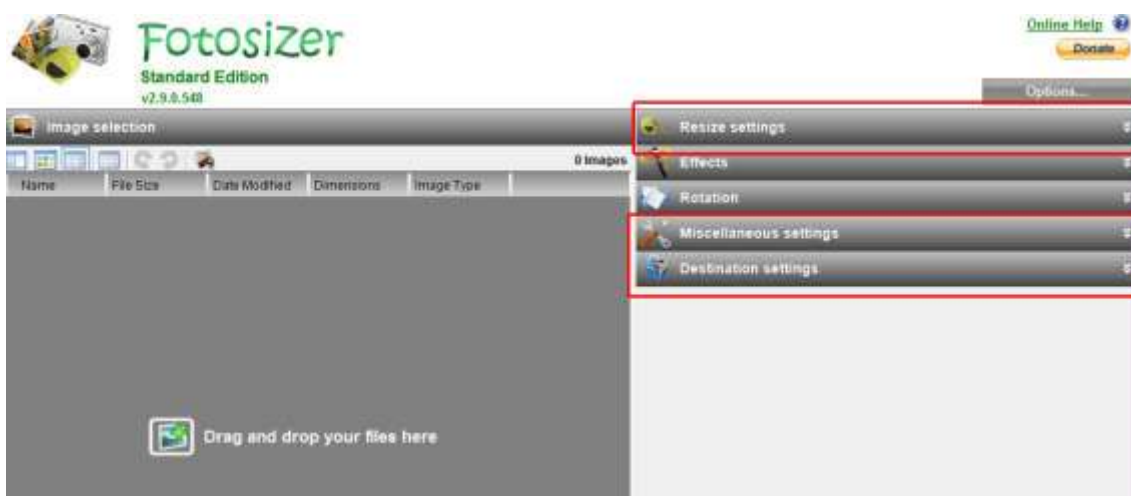 Fotosizer
Standard Edition
v2.9.0.548
Online Help
Donate
Options...
Image selection
0 Images
Name File Size Date Modified Dimensions Image Type
Drag and drop your files here
Resize settings
Effects
Rotation
Miscellaneous settings
Destination settings